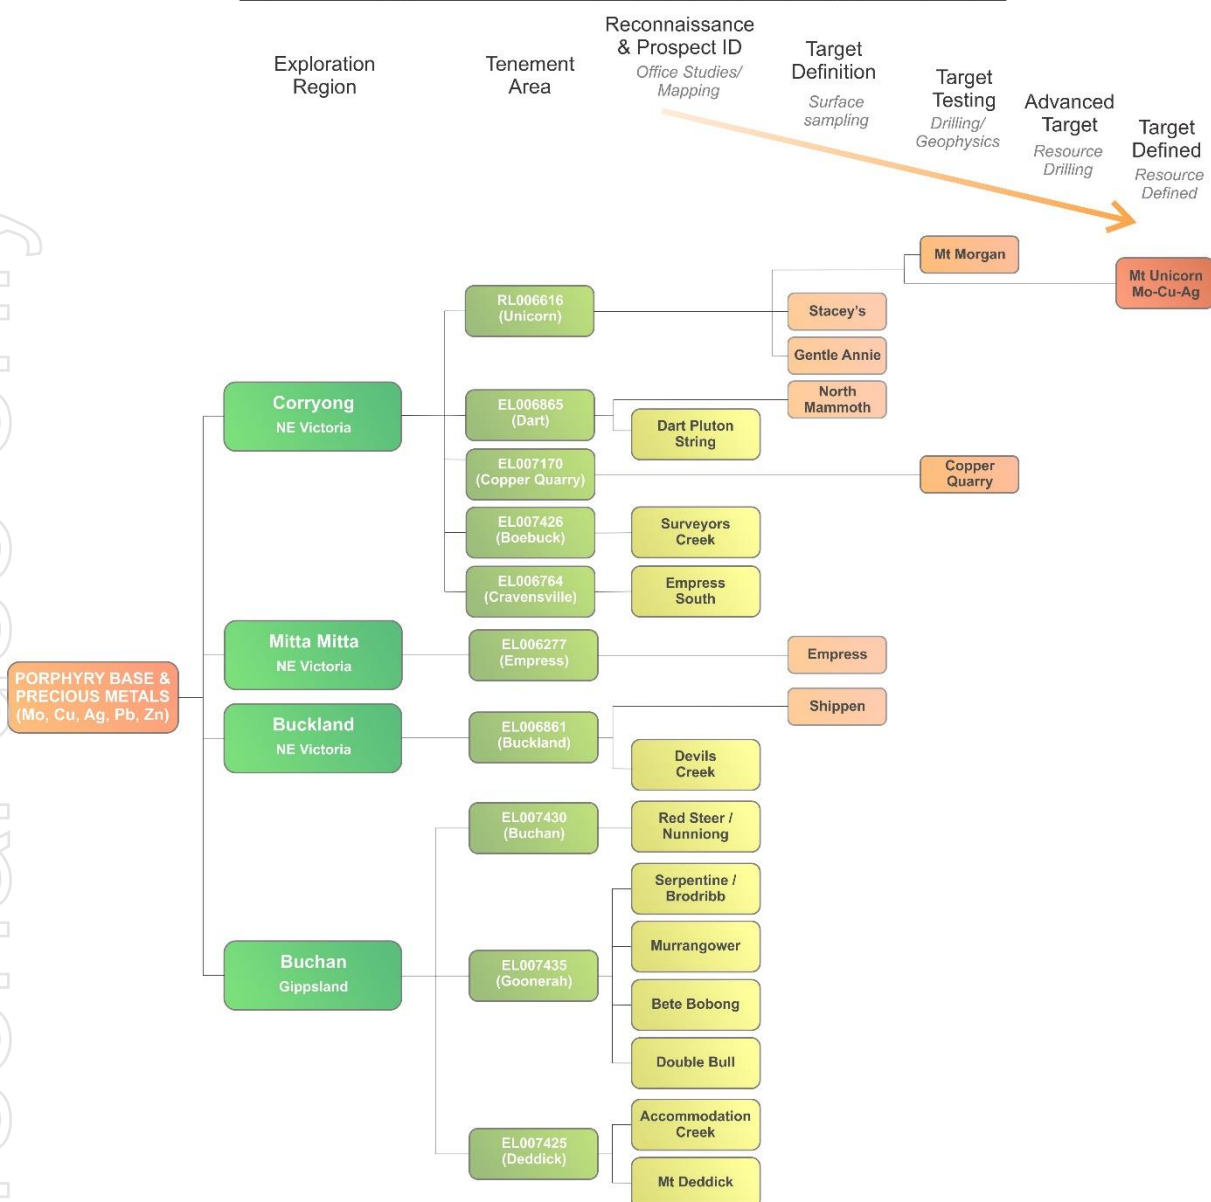 Exploration
Region
Tenement
Area
Reconnaissance
& Prospect ID
Office Studies/
Mapping
Target
Definition
Surface
sampling
Target
Testing
Drilling/
Geophysics
Advanced
Target
Resource
Drilling
Target
Defined
Resource
Defined
PORPHYRY BASE &
PRECIOUS METALS
(Mo, Cu, Ag, Pb, Zn)
Corryong
NE Victoria
RL006616
(Unicorn)
Mt Morgan
Mt Unicorn
Mo-Cu-Ag
Stacey's
Gentle Annie
EL006865
(Dart)
North
Mammoth
Dart Pluton
String
EL007170
(Copper Quarry)
Copper
Quarry
EL007426
(Boebuck)
Surveyors
Creek
EL006764
(Cravensville)
Empress
South
Mitta Mitta
NE Victoria
EL006277
(Empress)
Empress
Buckland
NE Victoria
EL006861
(Buckland)
Shippen
Devils
Creek
Buchan
Gippsland
EL007430
(Buchan)
Red Steer /
Nunniong
EL007435
(Goonerah)
Serpentine /
Brodribb
Murrangower
Bete Bobong
Double Bull
EL007425
(Deddick)
Accommodation
Creek
Mt Deddick